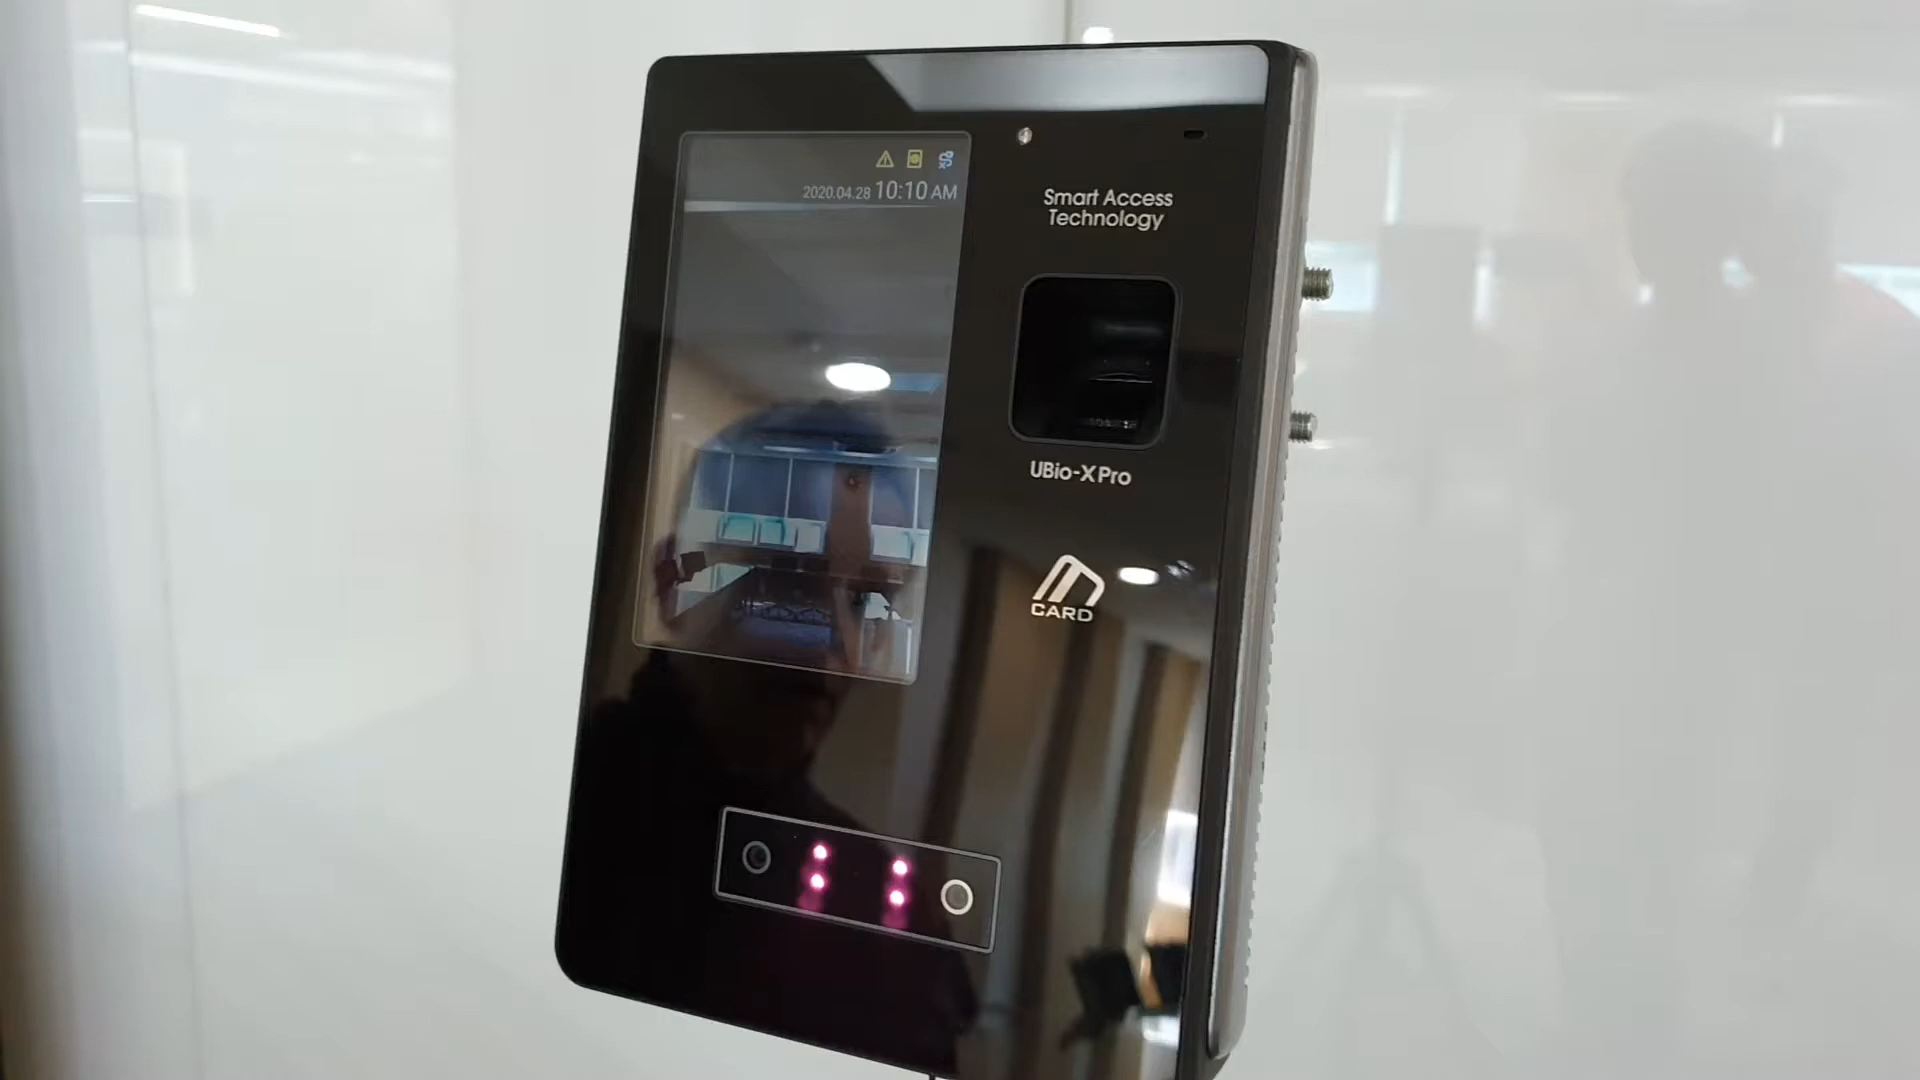 2020.04.28 10:10 AM
Smart Access
Technology
UBio-X Pro
CARD